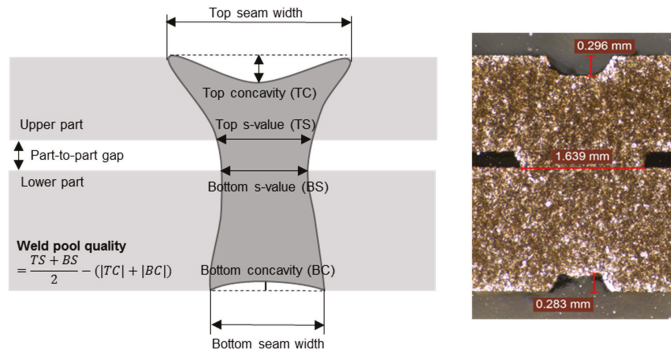 Top seam width
Top concavity (TC)
Upper part
Top s-value (TS)
Part-to-part gap
Lower part
Bottom s-value (BS)
Weld pool quality
= (TS + BS)/2 − (|TC| + |BC|)
Bottom concavity (BC)
Bottom seam width
0.296 mm
1.639 mm
0.283 mm